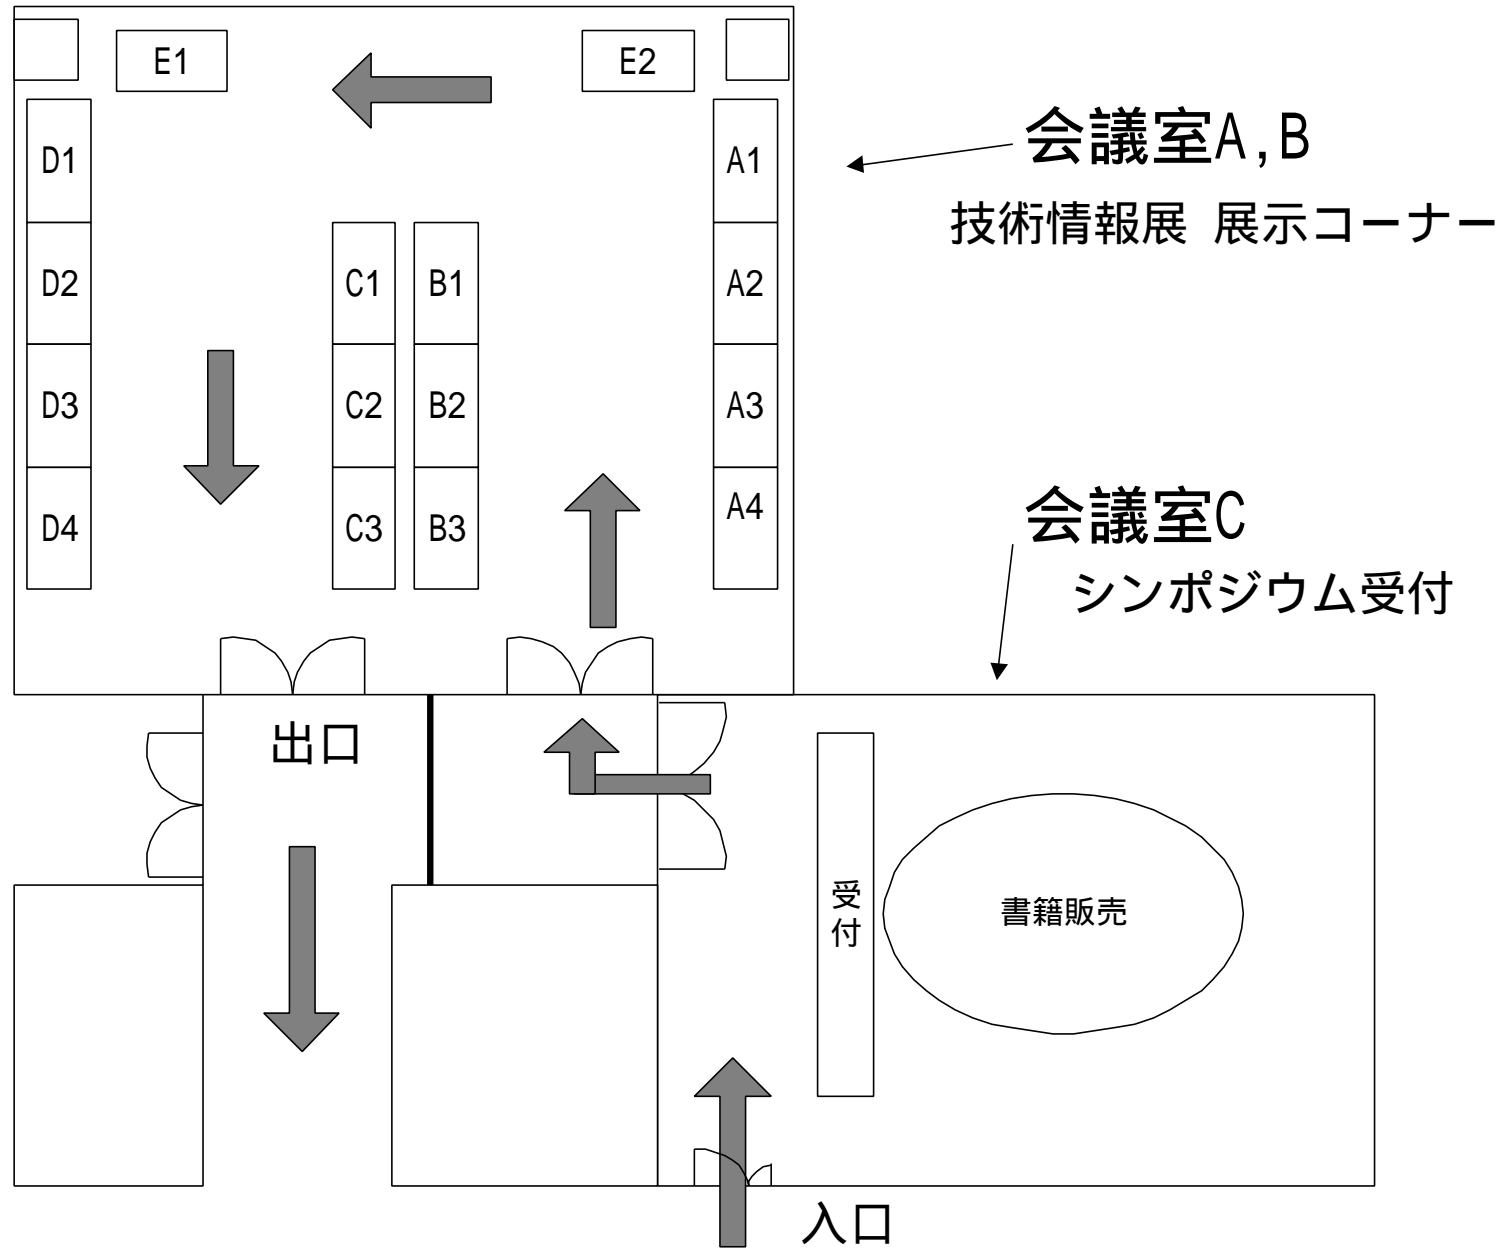 E1
E2
D1
D2
D3
D4
C1
C2
C3
B1
B2
B3
A1
A2
A3
A4
会議室A,B
技術情報展 展示コーナー
会議室C
シンポジウム受付
出口
受付
書籍販売
入口